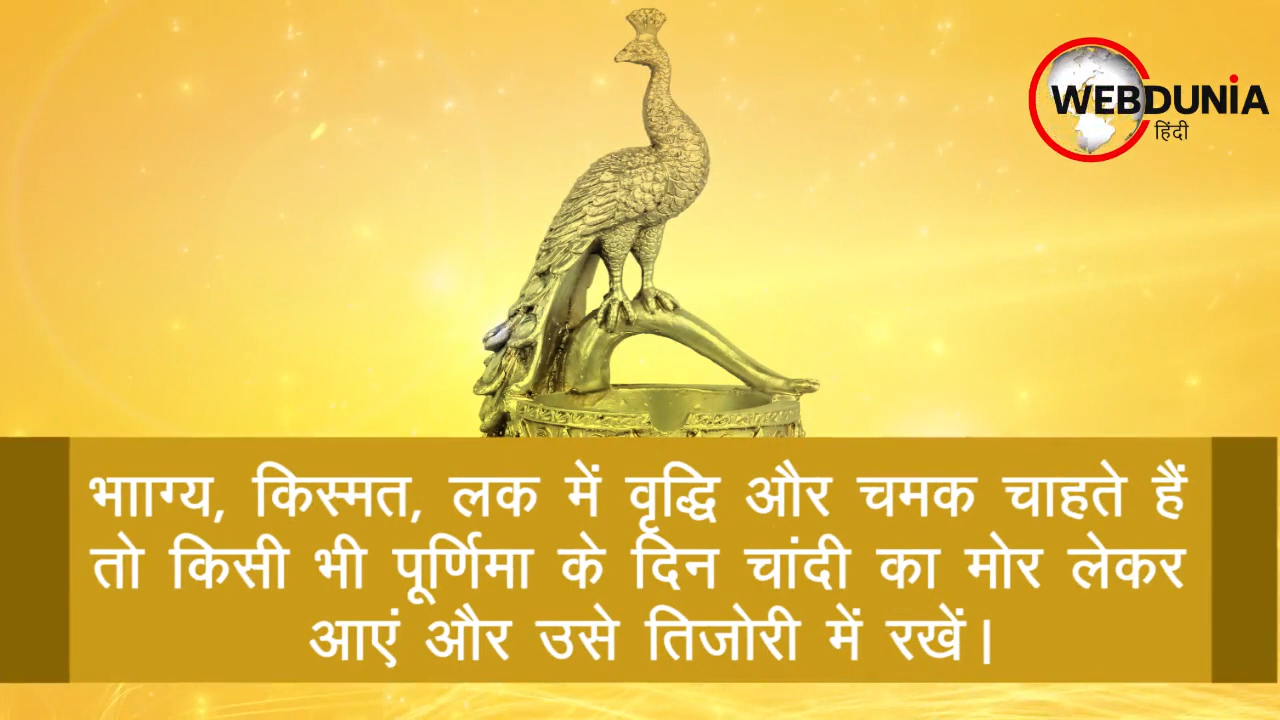 WEBDUNIA
हिंदी
भााग्य, किस्मत, लक में वृद्धि और चमक चाहते हैं
तो किसी भी पूर्णिमा के दिन चांदी का मोर लेकर
आएं और उसे तिजोरी में रखें।